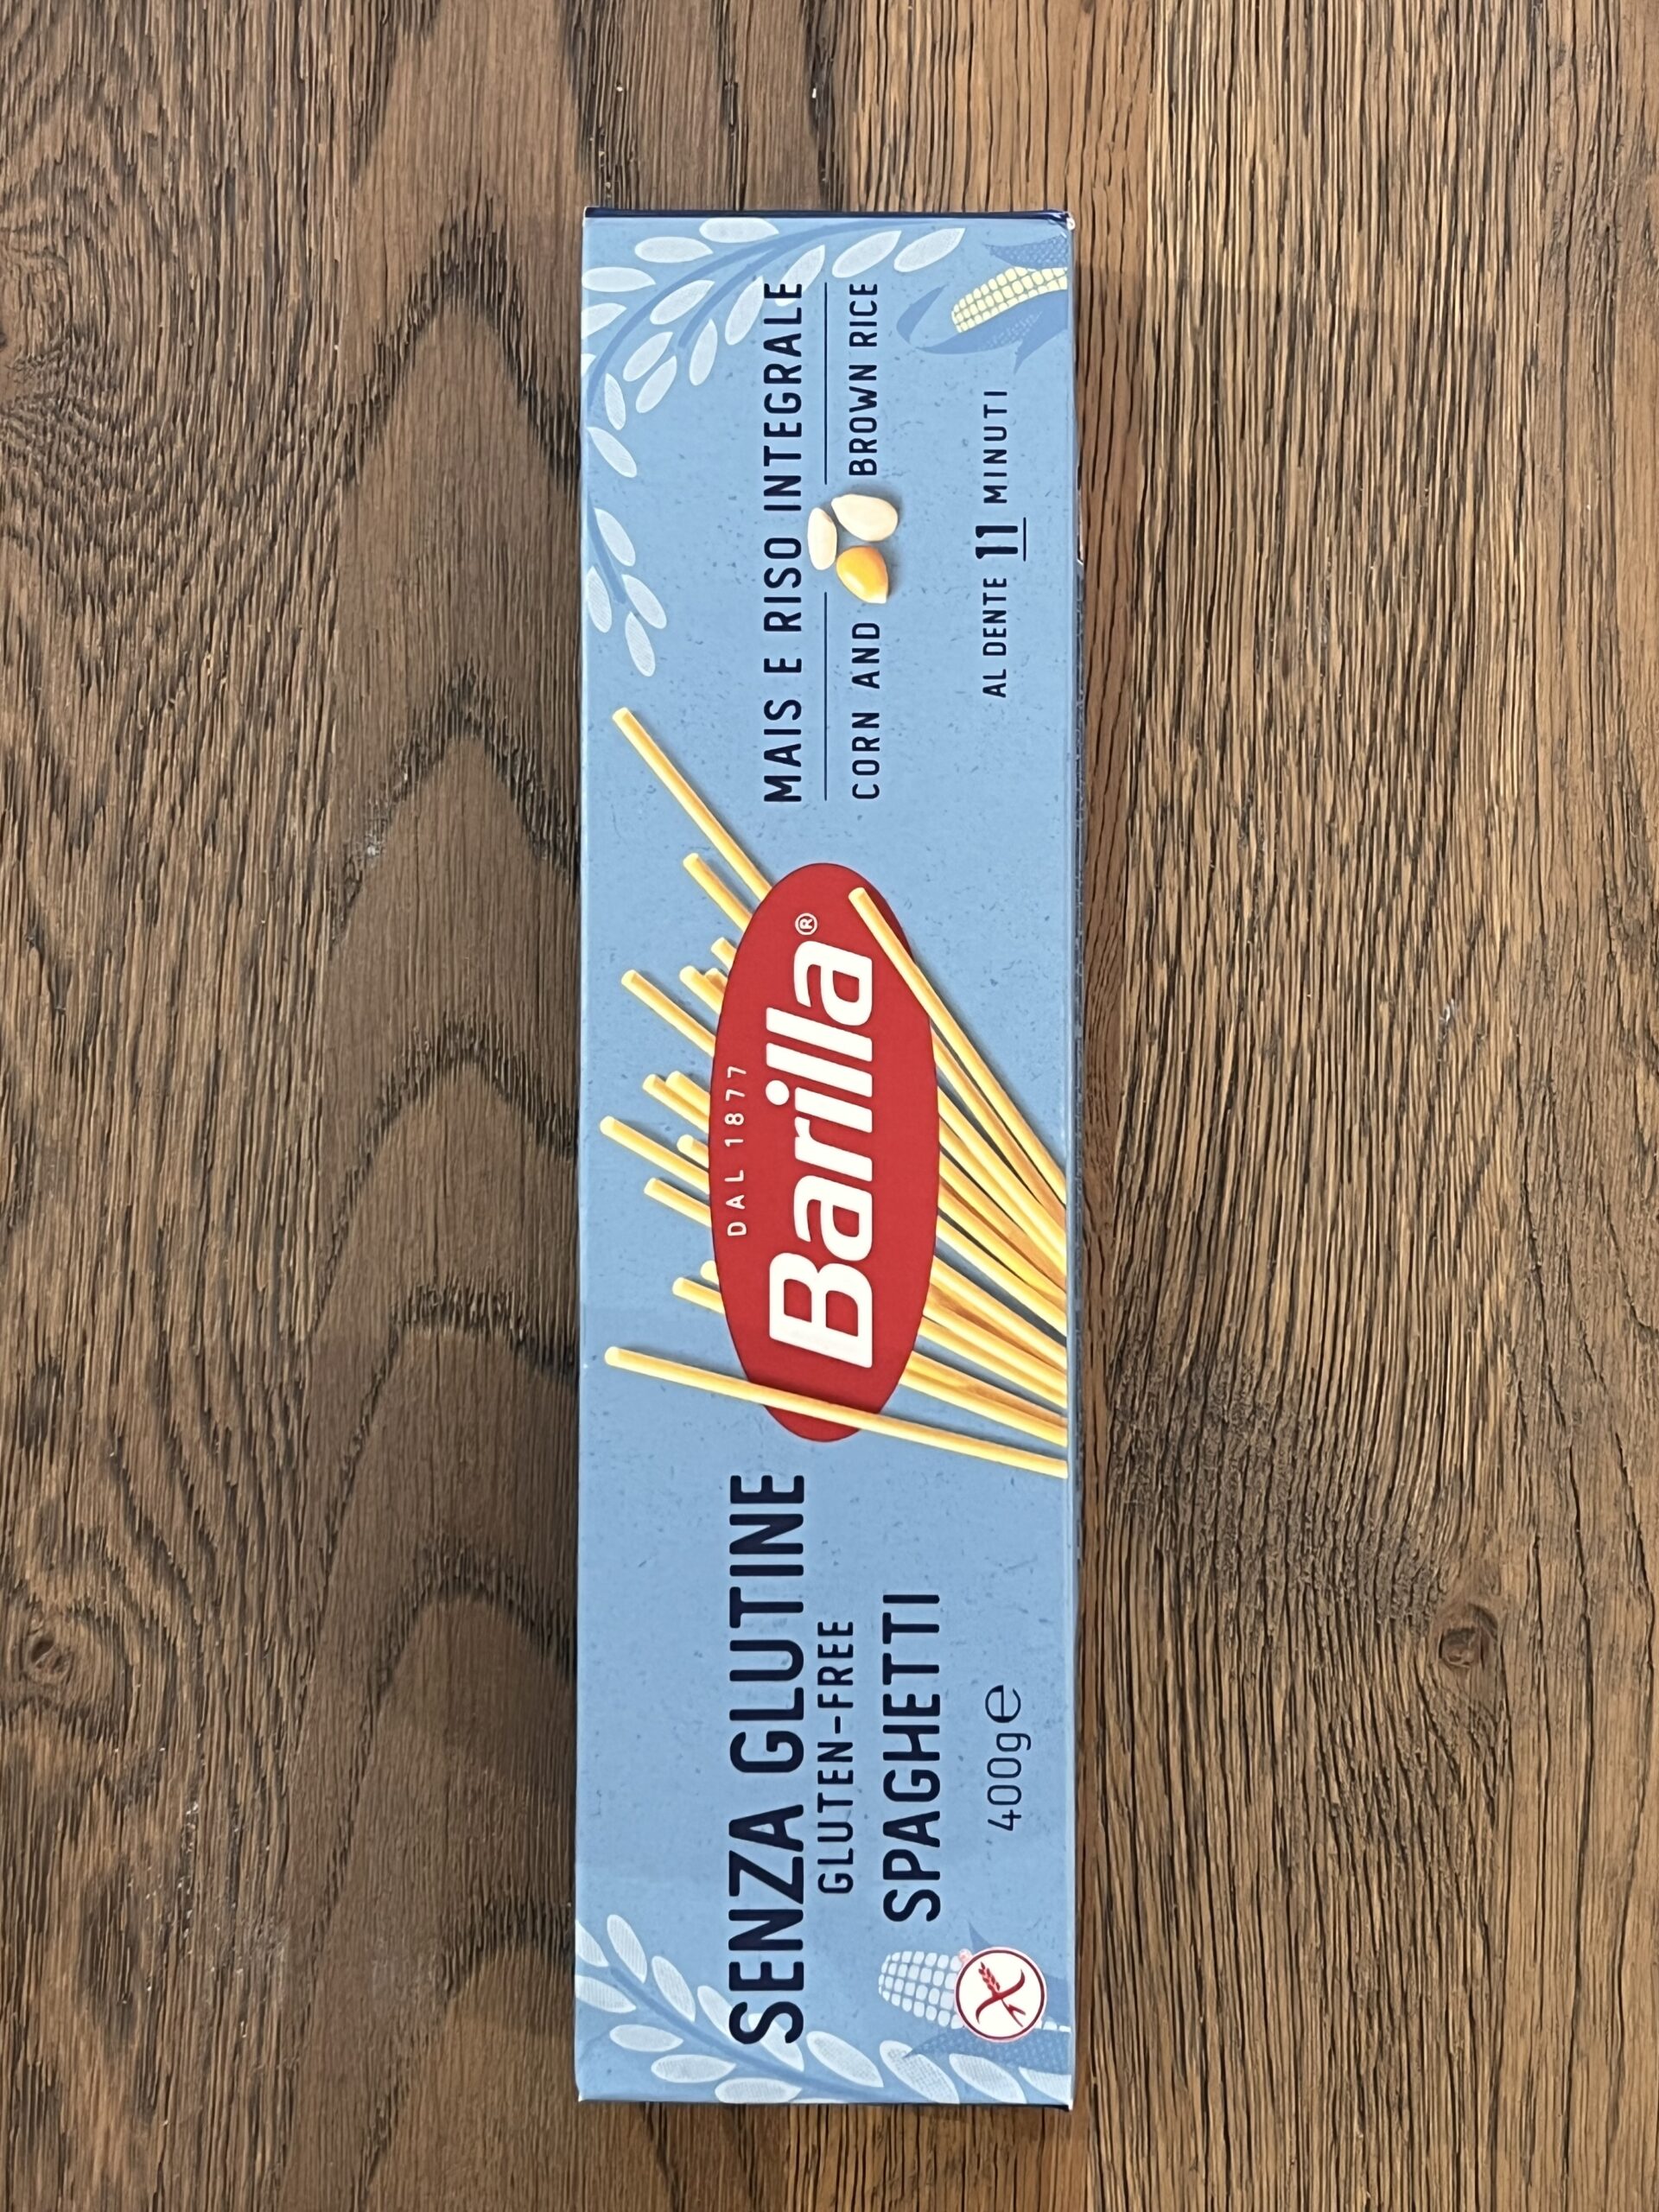 SENZA GLUTINE
GLUTEN-FREE
SPAGHETTI
400g℮
DAL 1877
Barilla®
MAIS E RISO INTEGRALE
CORN AND BROWN RICE
AL DENTE 11 MINUTI